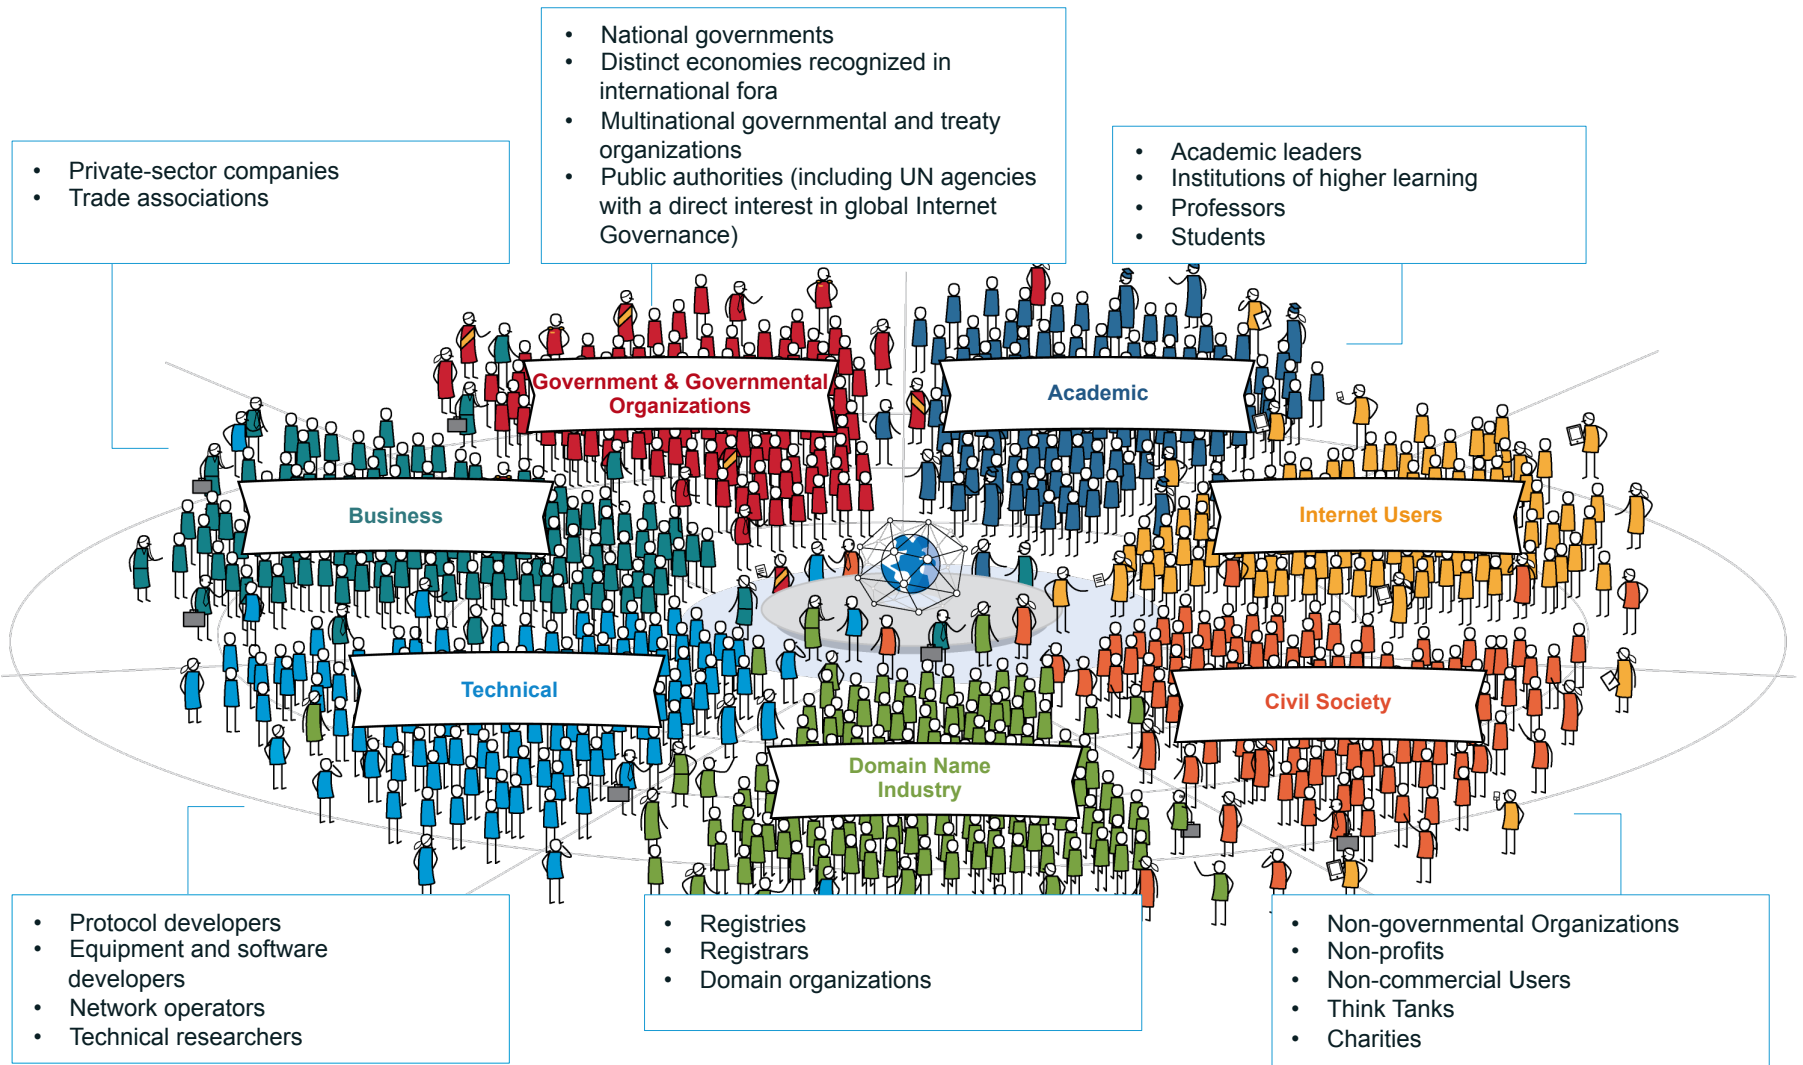 • National governments
• Distinct economies recognized in
international fora
• Multinational governmental and treaty
organizations
• Public authorities (including UN agencies
with a direct interest in global Internet
Governance)
• Private-sector companies
• Trade associations
• Academic leaders
• Institutions of higher learning
• Professors
• Students
Government & Governmental
Organizations
Academic
Business
Internet Users
Technical
Civil Society
Domain Name
Industry
• Protocol developers
• Equipment and software
developers
• Network operators
• Technical researchers
• Registries
• Registrars
• Domain organizations
• Non-governmental Organizations
• Non-profits
• Non-commercial Users
• Think Tanks
• Charities